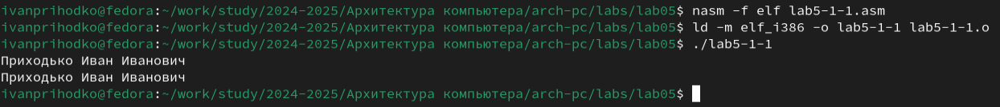 ivanprihodko@fedora:~/work/study/2024-2025/Архитектура компьютера/arch-pc/labs/lab05$ nasm -f elf lab5-1-1.asm
ivanprihodko@fedora:~/work/study/2024-2025/Архитектура компьютера/arch-pc/labs/lab05$ ld -m elf_i386 -o lab5-1-1 lab5-1-1.o
ivanprihodko@fedora:~/work/study/2024-2025/Архитектура компьютера/arch-pc/labs/lab05$ ./lab5-1-1
Приходько Иван Иванович
Приходько Иван Иванович
ivanprihodko@fedora:~/work/study/2024-2025/Архитектура компьютера/arch-pc/labs/lab05$